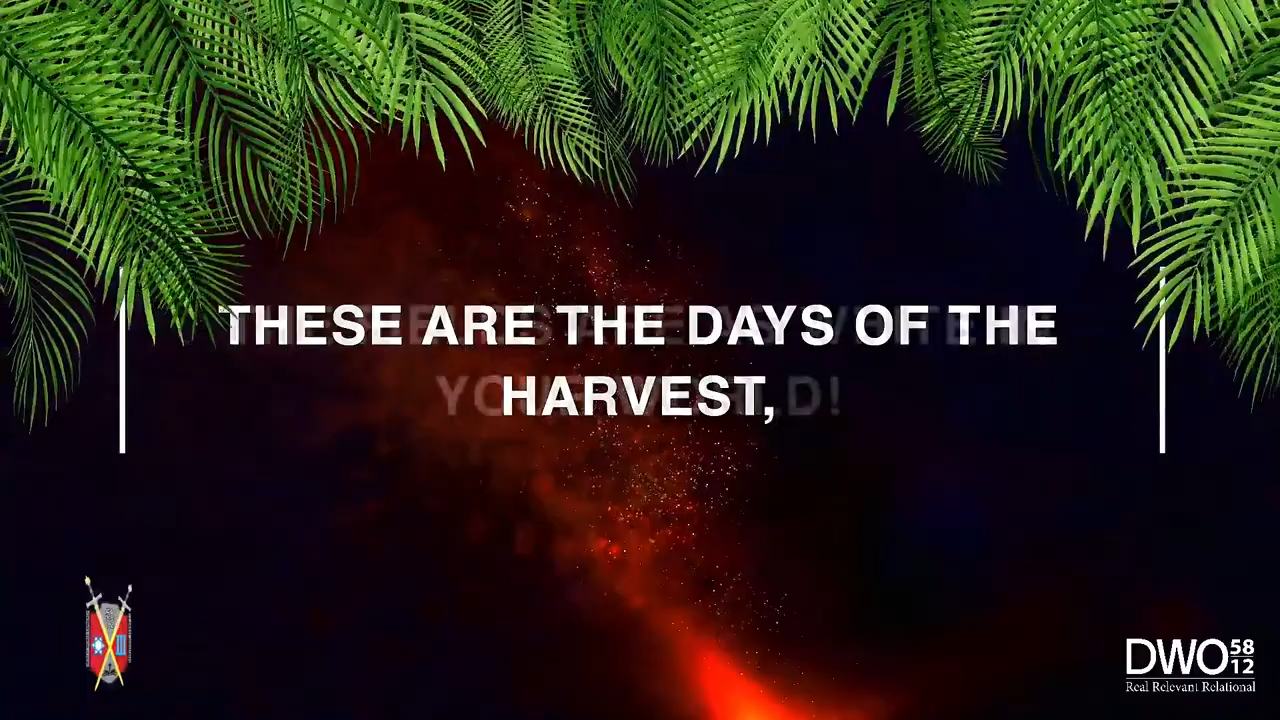 THESE ARE THE DAYS OF THE
HARVEST,
DWO 58
12
Real Relevant Relational